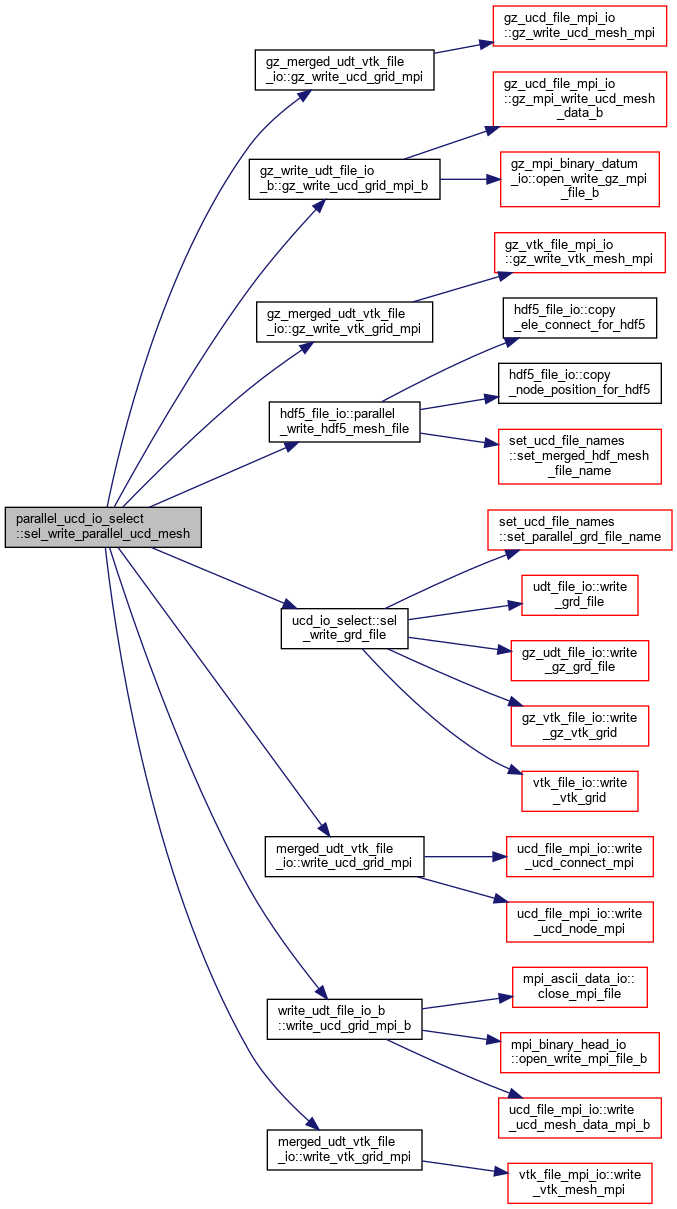 parallel_ucd_io_select
::sel_write_parallel_ucd_mesh
gz_merged_udt_vtk_file
_io::gz_write_ucd_grid_mpi
gz_ucd_file_mpi_io
::gz_write_ucd_mesh_mpi
gz_write_udt_file_io
_b::gz_write_ucd_grid_mpi_b
gz_ucd_file_mpi_io
::gz_mpi_write_ucd_mesh
_data_b
gz_mpi_binary_datum
_io::open_write_gz_mpi
_file_b
gz_merged_udt_vtk_file
_io::gz_write_vtk_grid_mpi
gz_vtk_file_mpi_io
::gz_write_vtk_mesh_mpi
hdf5_file_io::parallel
_write_hdf5_mesh_file
hdf5_file_io::copy
_ele_connect_for_hdf5
hdf5_file_io::copy
_node_position_for_hdf5
set_ucd_file_names
::set_merged_hdf_mesh
_file_name
ucd_io_select::sel
_write_grd_file
set_ucd_file_names
::set_parallel_grd_file_name
udt_file_io::write
_grd_file
gz_udt_file_io::write
_gz_grd_file
gz_vtk_file_io::write
_gz_vtk_grid
vtk_file_io::write
_vtk_grid
merged_udt_vtk_file
_io::write_ucd_grid_mpi
ucd_file_mpi_io::write
_ucd_connect_mpi
ucd_file_mpi_io::write
_ucd_node_mpi
write_udt_file_io_b
::write_ucd_grid_mpi_b
mpi_ascii_data_io::
close_mpi_file
mpi_binary_head_io
::open_write_mpi_file_b
ucd_file_mpi_io::write
_ucd_mesh_data_mpi_b
merged_udt_vtk_file
_io::write_vtk_grid_mpi
vtk_file_mpi_io::write
_vtk_mesh_mpi